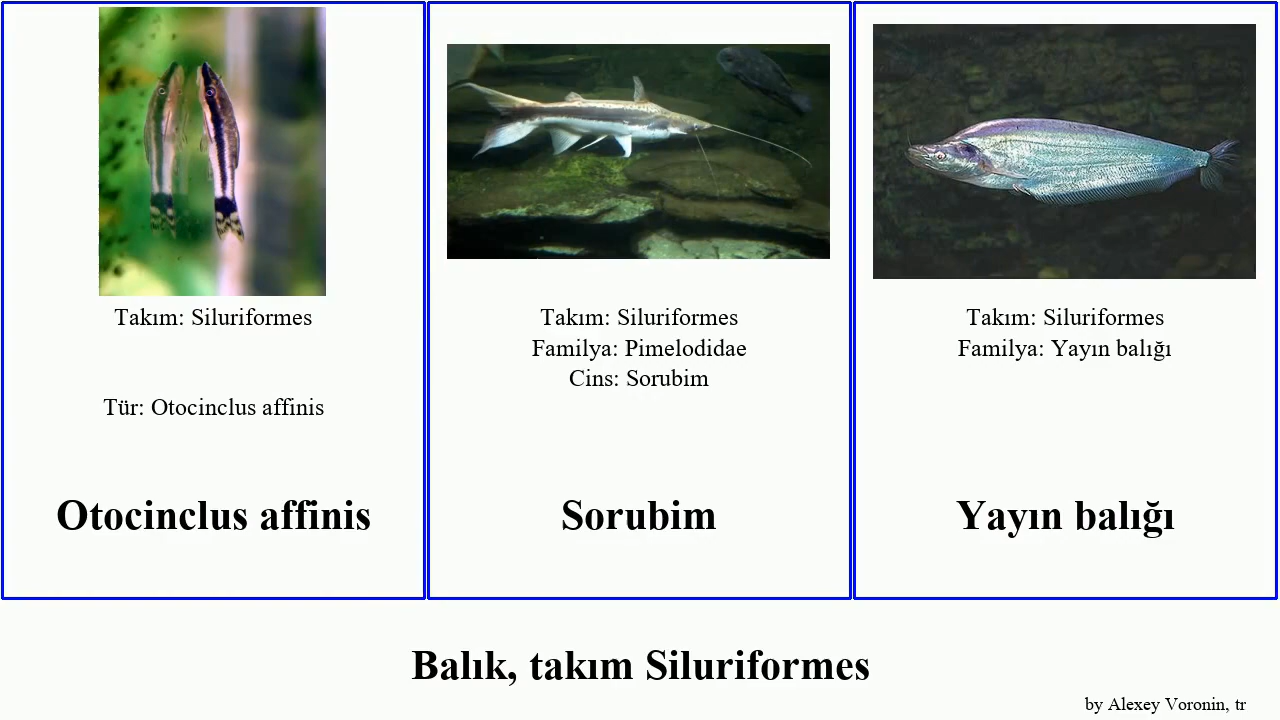 Takım: Siluriformes
Tür: Otocinclus affinis
Otocinclus affinis
Takım: Siluriformes
Familya: Pimelodidae
Cins: Sorubim
Sorubim
Takım: Siluriformes
Familya: Yayın balığı
Yayın balığı
Balık, takım Siluriformes
by Alexey Voronin, tr